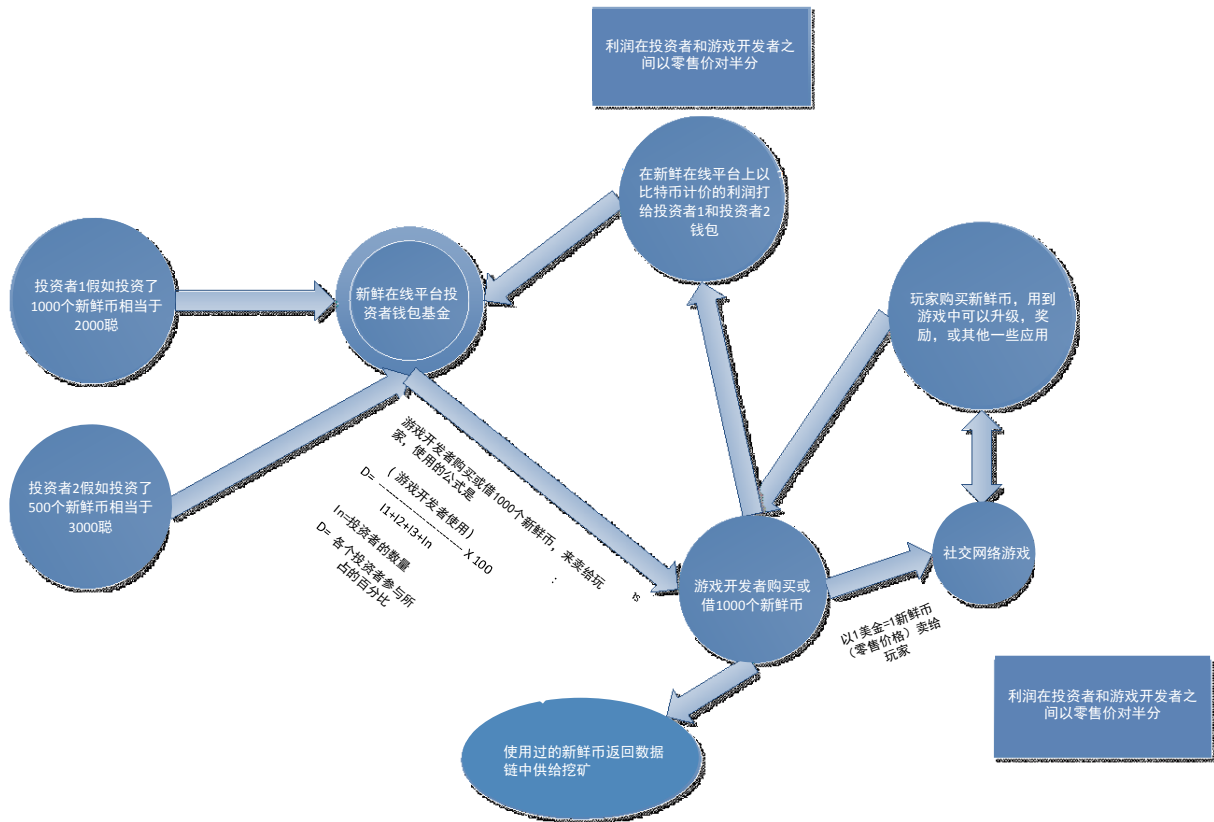 利润在投资者和游戏开发者之
间以零售价对半分
在新鲜在线平台上以
比特币计价的利润打
给投资者1和投资者2
钱包
投资者1假如投资了
1000个新鲜币相当于
2000聪
新鲜在线平台投
资者钱包基金
玩家购买新鲜币，用到
游戏中可以升级，奖
励，或其他一些应用
投资者2假如投资了
500个新鲜币相当于
3000聪
游戏开发者购买或借1000个新鲜币，来卖给玩
家，使用的公式是
（ 游戏开发者使用）
D= ---------------------- X 100
I1+I2+I3+In
:
In=投资者的数量
D= 各个投资者参与所
占的百分比
游戏开发者购买或
借1000个新鲜币
社交网络游戏
以1美金=1新鲜币
（零售价格）卖给
玩家
利润在投资者和游戏开发者之
间以零售价对半分
使用过的新鲜币返回数据
链中供给挖矿